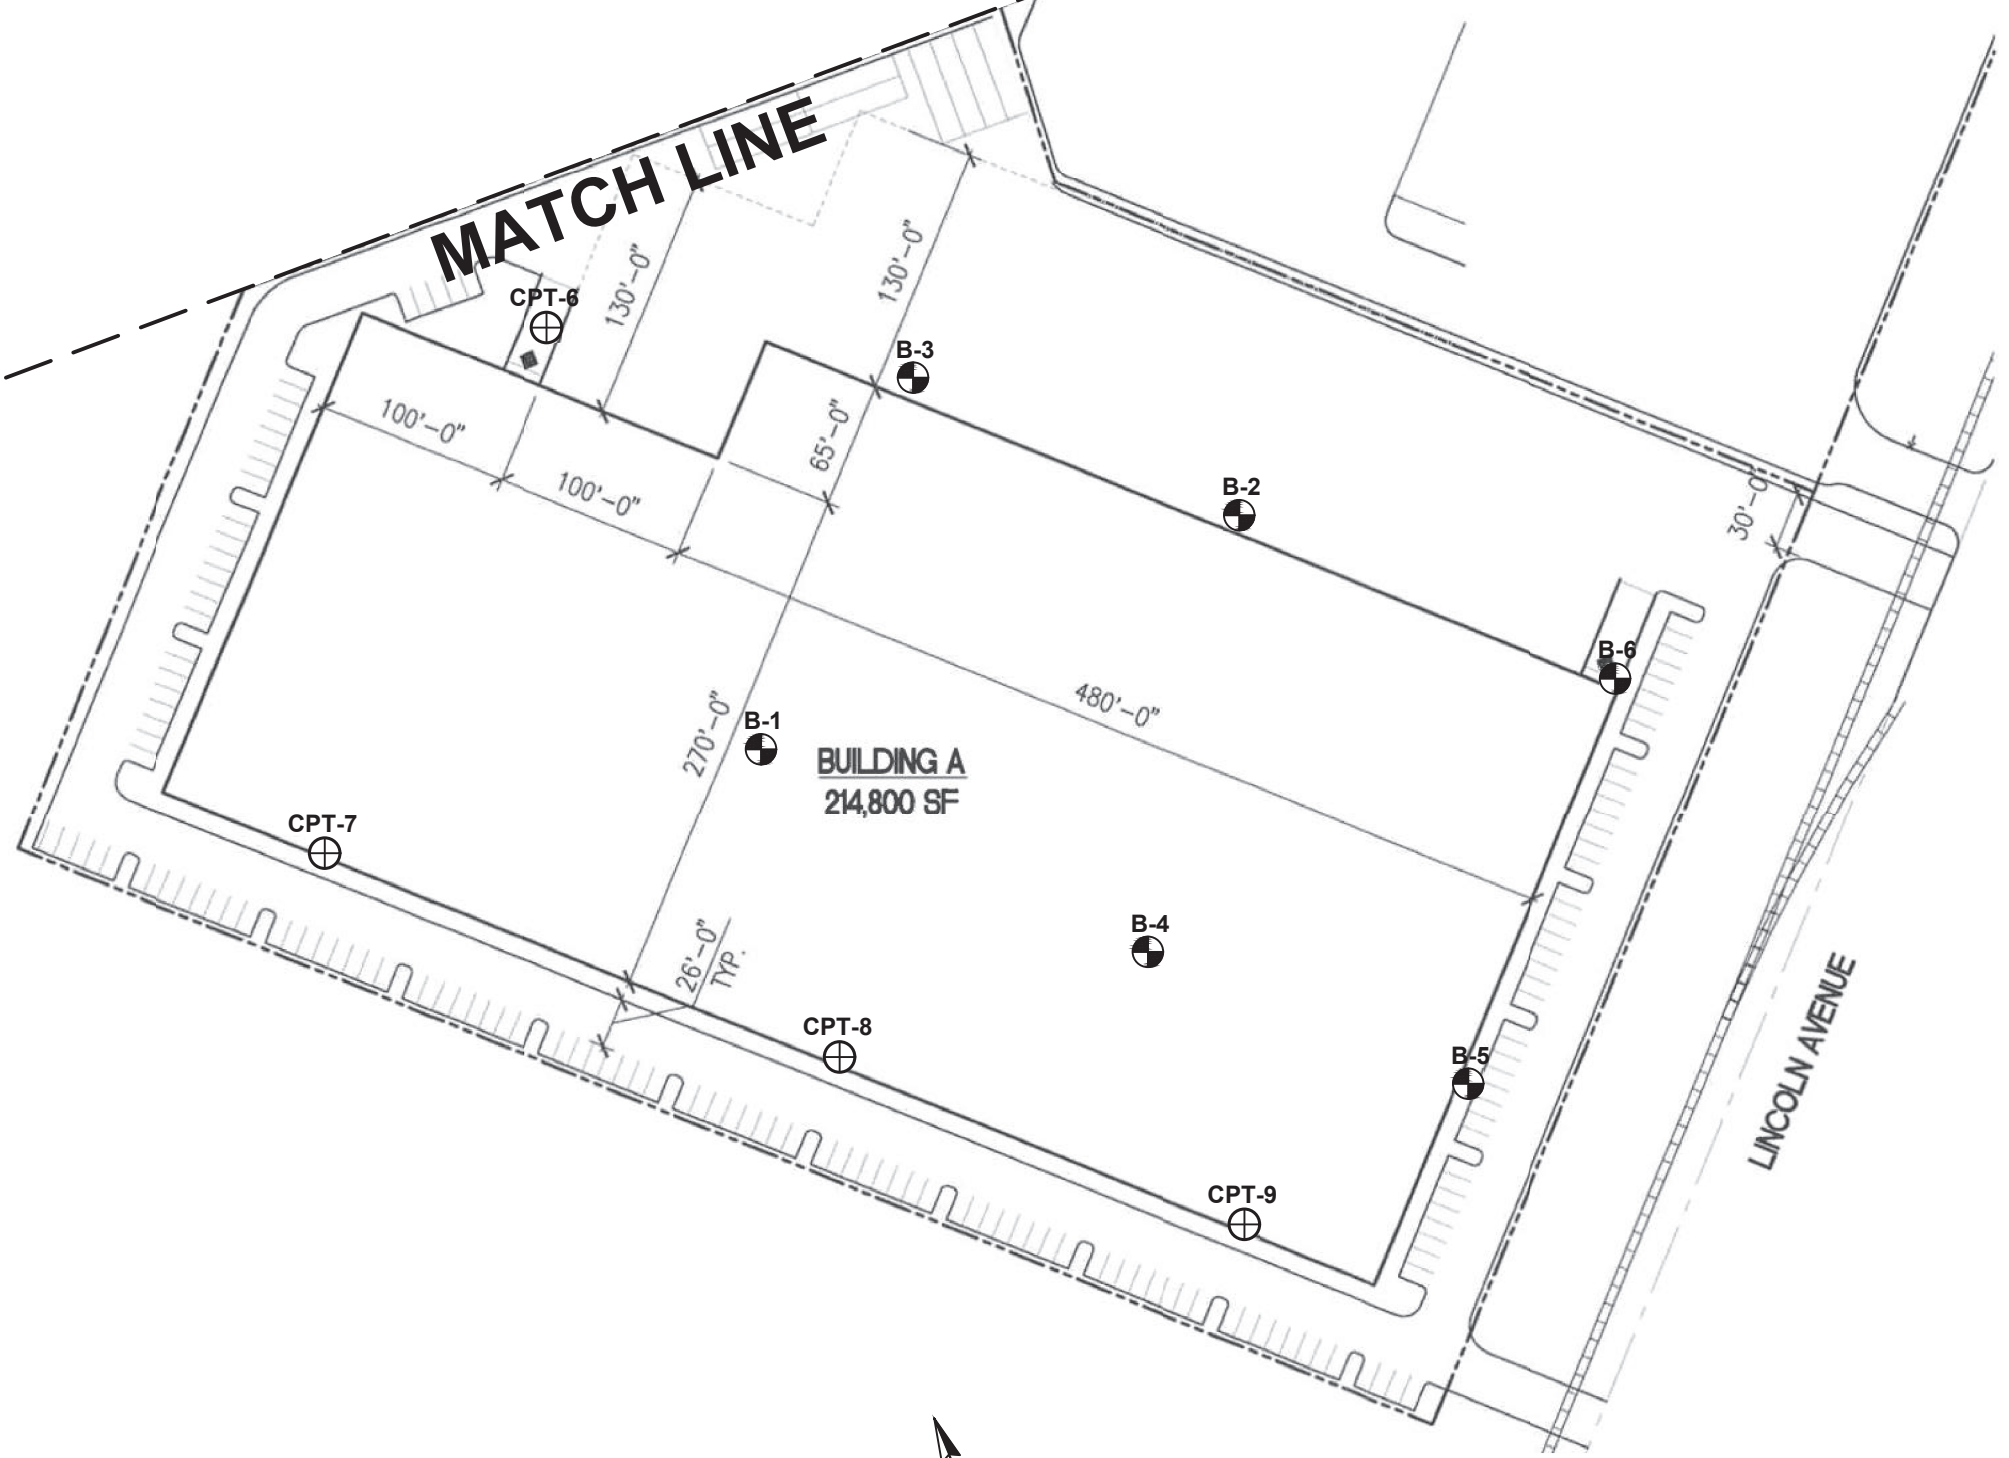 MATCH LINE
CPT-6
130'-0"
130'-0"
B-3
100'-0"
65'-0"
100'-0"
B-2
30'-0
B-6
480'-0"
270'-0"
B-1
BUILDING A
214,800 SF
CPT-7
26'-0"
TYP.
B-4
CPT-8
B-5
LINCOLN AVENUE
CPT-9